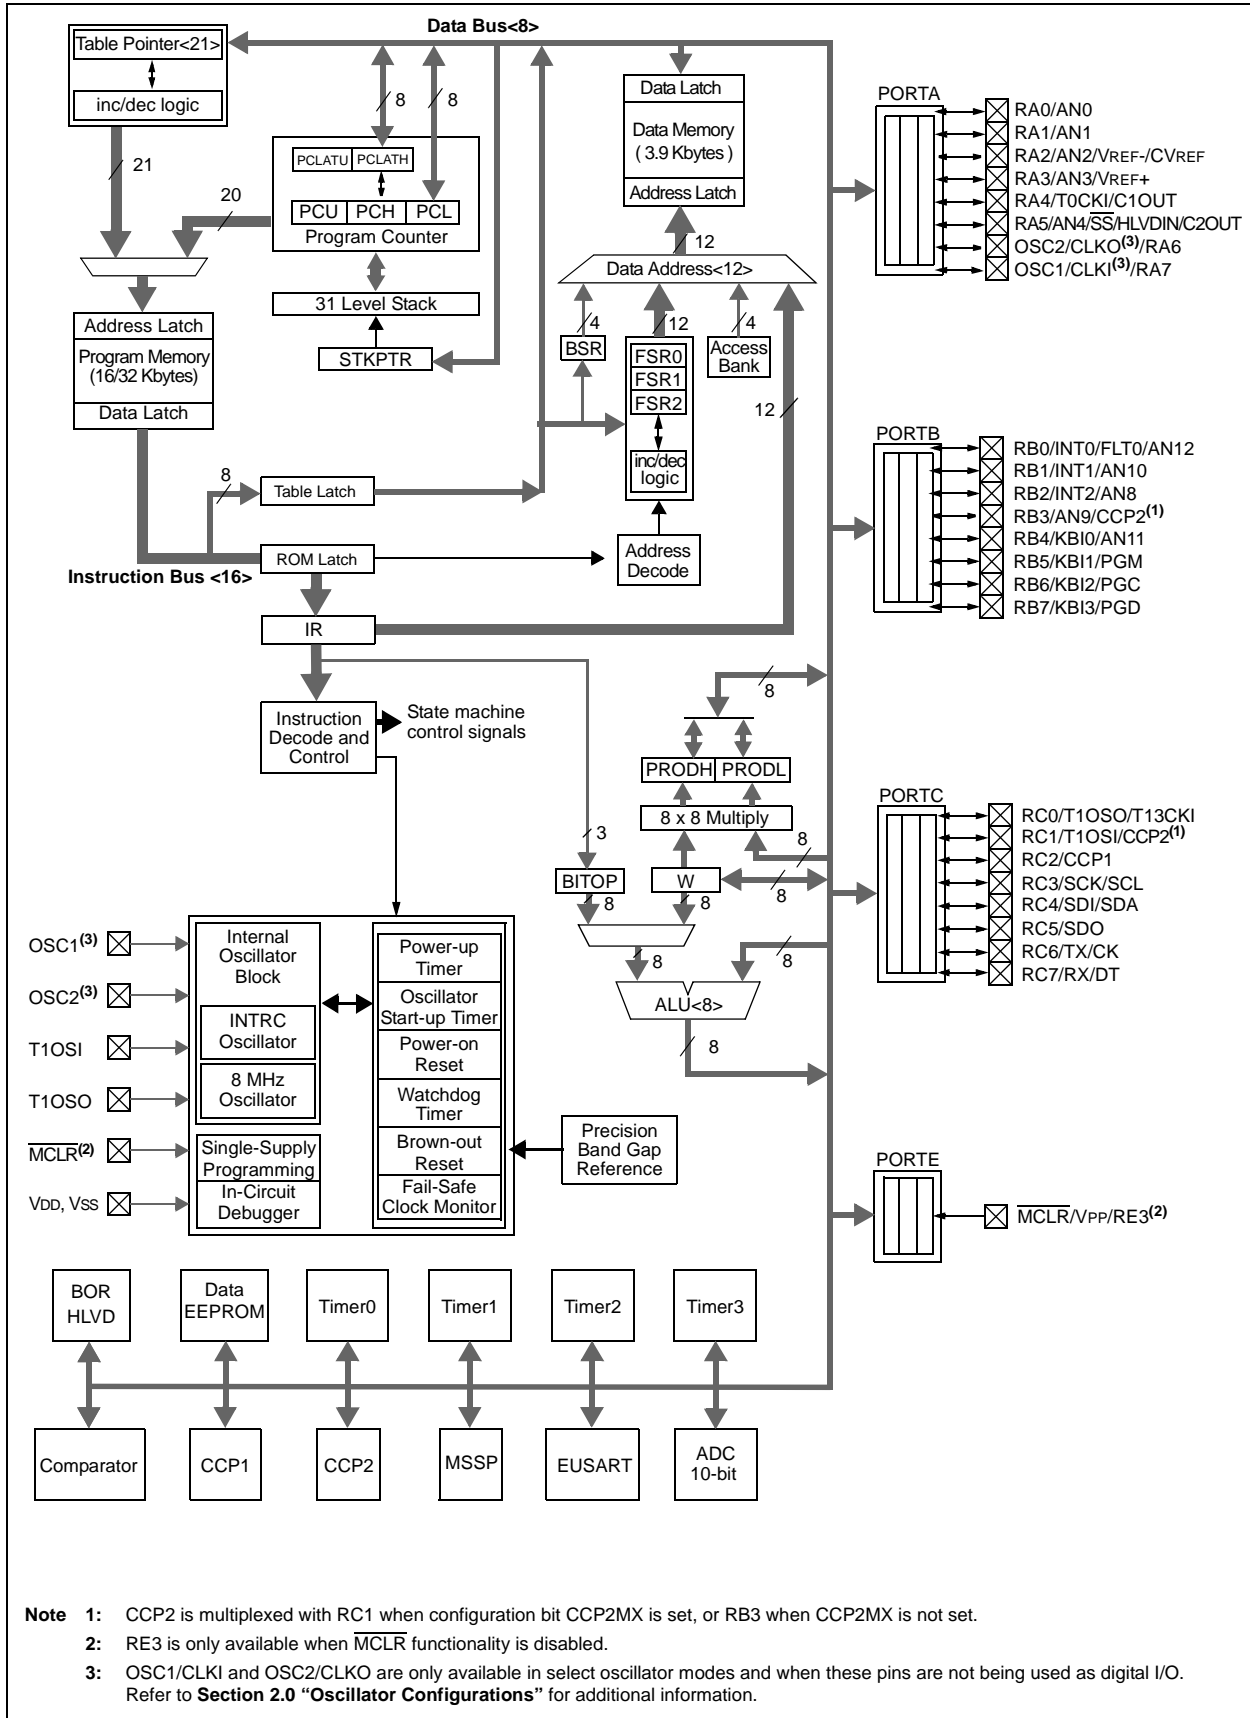 Data Bus<8>
Table Pointer<21>
inc/dec logic
21
20
8
8
PCLATU PCLATH
PCU PCH PCL
Program Counter
31 Level Stack
STKPTR
Address Latch
Program Memory
(16/32 Kbytes)
Data Latch
8
Table Latch
ROM Latch
Instruction Bus <16>
IR
Instruction
Decode and
Control
State machine
control signals
Data Latch
Data Memory
( 3.9 Kbytes )
Address Latch
12
Data Address<12>
4
12
4
BSR
FSR0
FSR1
FSR2
inc/dec
logic
Access
Bank
12
Address
Decode
8
PRODH PRODL
8 x 8 Multiply
3
8
BITOP
W
8
8
8
8
8
ALU<8>
8
PORTA
RA0/AN0
RA1/AN1
RA2/AN2/VREF-/CVREF
RA3/AN3/VREF+
RA4/T0CKI/C1OUT
RA5/AN4/SS/HLVDIN/C2OUT
OSC2/CLKO(3)/RA6
OSC1/CLKI(3)/RA7
PORTB
RB0/INT0/FLT0/AN12
RB1/INT1/AN10
RB2/INT2/AN8
RB3/AN9/CCP2(1)
RB4/KBI0/AN11
RB5/KBI1/PGM
RB6/KBI2/PGC
RB7/KBI3/PGD
PORTC
RC0/T1OSO/T13CKI
RC1/T1OSI/CCP2(1)
RC2/CCP1
RC3/SCK/SCL
RC4/SDI/SDA
RC5/SDO
RC6/TX/CK
RC7/RX/DT
PORTE
MCLR/VPP/RE3(2)
OSC1(3)
OSC2(3)
T1OSI
T1OSO
MCLR(2)
VDD, VSS
Internal
Oscillator
Block
INTRC
Oscillator
8 MHz
Oscillator
Single-Supply
Programming
In-Circuit
Debugger
Power-up
Timer
Oscillator
Start-up Timer
Power-on
Reset
Watchdog
Timer
Brown-out
Reset
Fail-Safe
Clock Monitor
Precision
Band Gap
Reference
BOR
HLVD
Data
EEPROM
Timer0
Timer1
Timer2
Timer3
Comparator
CCP1
CCP2
MSSP
EUSART
ADC
10-bit
Note 1: CCP2 is multiplexed with RC1 when configuration bit CCP2MX is set, or RB3 when CCP2MX is not set.
2: RE3 is only available when MCLR functionality is disabled.
3: OSC1/CLKI and OSC2/CLKO are only available in select oscillator modes and when these pins are not being used as digital I/O.
Refer to Section 2.0 “Oscillator Configurations” for additional information.